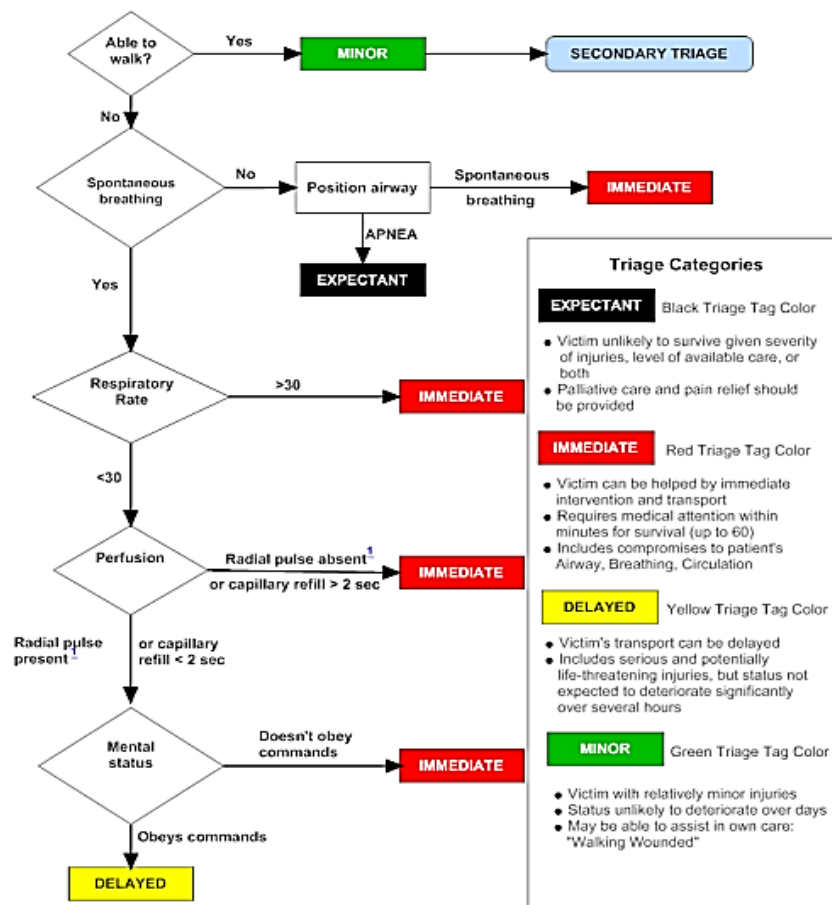 Able to
walk?
Yes
MINOR
SECONDARY TRIAGE
No
Spontaneous
breathing
No
Position airway
Spontaneous
breathing
IMMEDIATE
APNEA
EXPECTANT
Yes
Respiratory
Rate
>30
IMMEDIATE
<30
Perfusion
Radial pulse absent 1
or capillary refill > 2 sec
IMMEDIATE
Radial pulse
present 1
or capillary
refill < 2 sec
Mental
status
Doesn't obey
commands
IMMEDIATE
Obeys commands
DELAYED
Triage Categories
EXPECTANT Black Triage Tag Color
● Victim unlikely to survive given severity
of injuries, level of available care, or
both
● Palliative care and pain relief should
be provided
IMMEDIATE Red Triage Tag Color
● Victim can be helped by immediate
intervention and transport
● Requires medical attention within
minutes for survival (up to 60)
● Includes compromises to patient's
Airway, Breathing, Circulation
DELAYED Yellow Triage Tag Color
● Victim's transport can be delayed
● Includes serious and potentially
life-threatening injuries, but status not
expected to deteriorate significantly
over several hours
MINOR Green Triage Tag Color
● Victim with relatively minor injuries
● Status unlikely to deteriorate over days
● May be able to assist in own care:
"Walking Wounded"